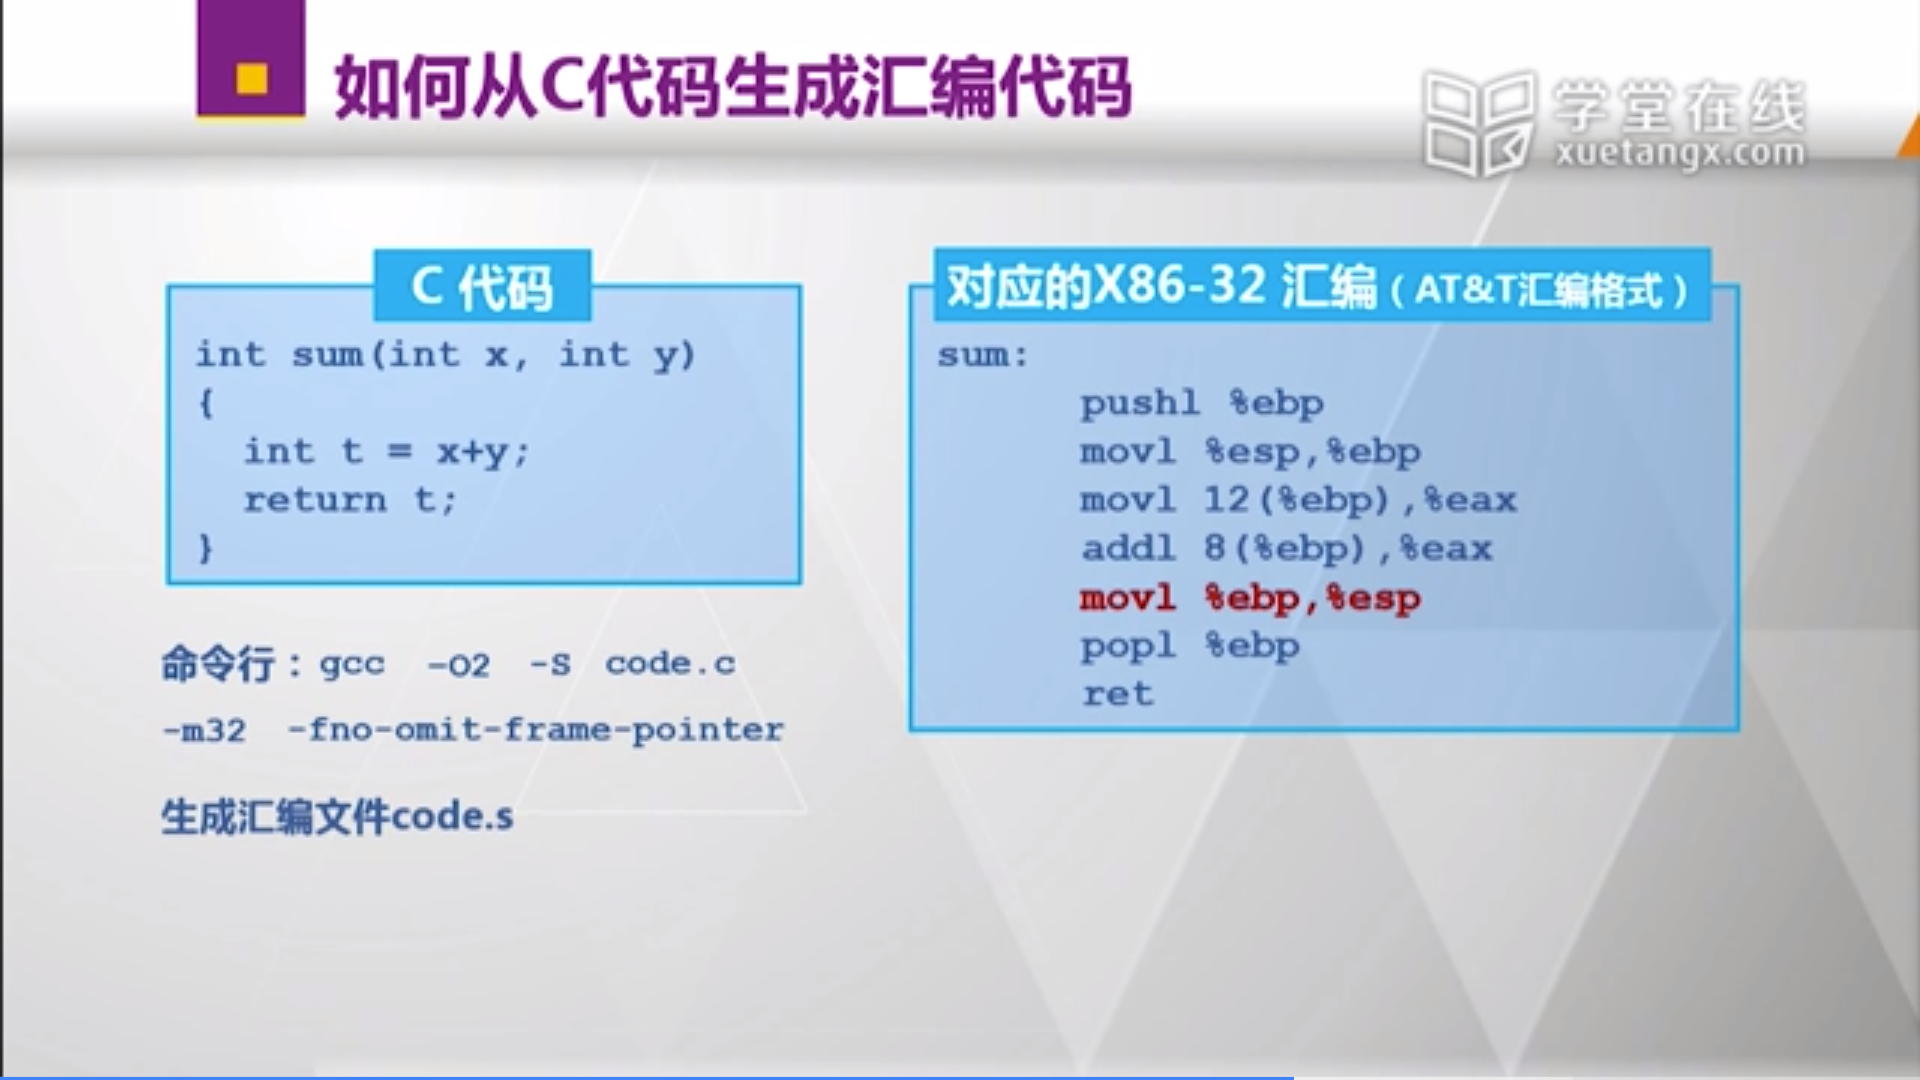 如何从C代码生成汇编代码
学堂在线
xuetangx.com
C 代码
int sum(int x, int y)
{
  int t = x+y;
  return t;
}
命令行：gcc –O2 -S code.c
-m32 -fno-omit-frame-pointer
生成汇编文件code.s
对应的X86-32 汇编（AT&T汇编格式）
sum:
      pushl %ebp
      movl %esp,%ebp
      movl 12(%ebp),%eax
      addl 8(%ebp),%eax
      movl %ebp,%esp
      popl %ebp
      ret